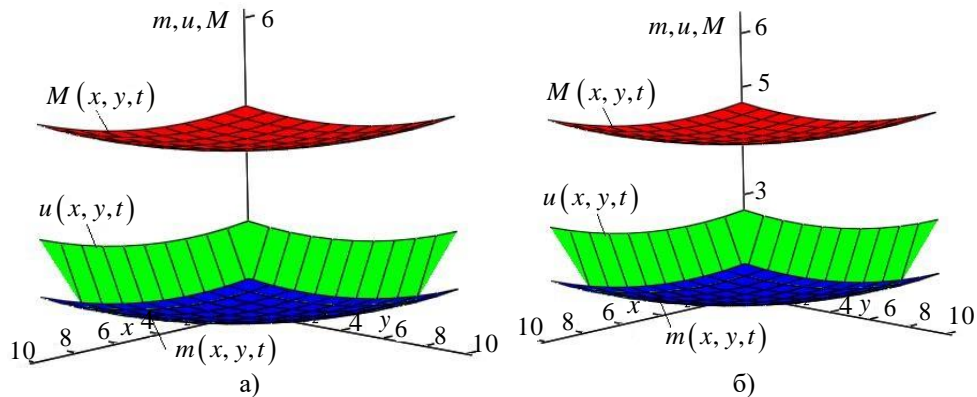 m,u,M
6
M(x,y,t)
u(x,y,t)
10 8 6 x 4
4 y 6 8 10
m(x,y,t)
а)
m,u,M
6
5
M(x,y,t)
3
u(x,y,t)
10 8 6 x
4 y 6 8 10
m(x,y,t)
б)